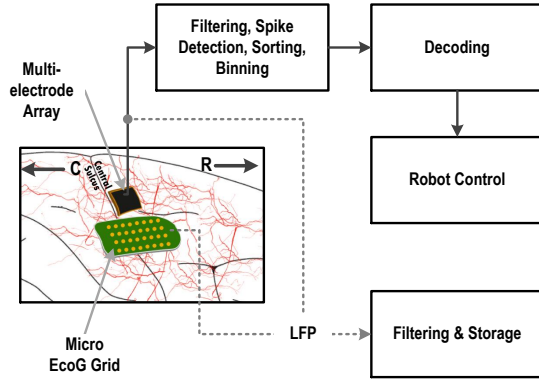 Filtering, Spike
Detection, Sorting,
Binning
Decoding
Multi-
electrode
Array
C
Central
Sulcus
R
Robot Control
Micro
EcoG Grid
LFP
Filtering & Storage